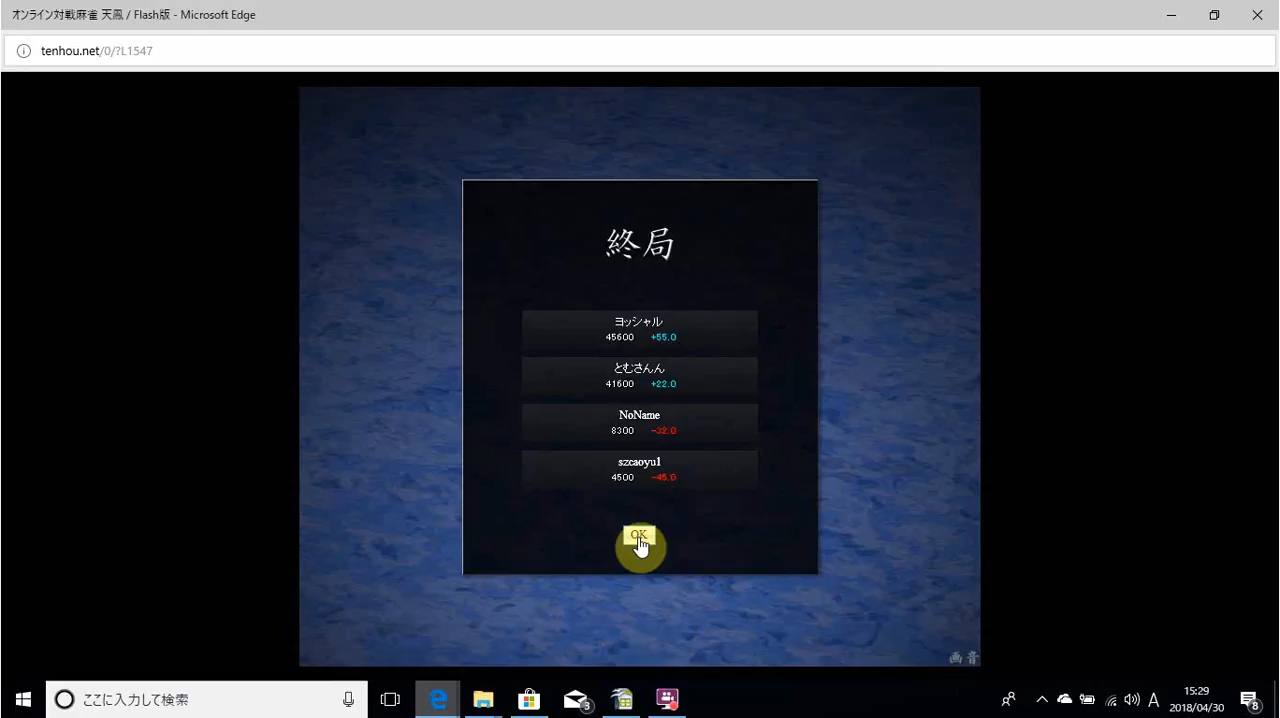 オンライン対戦麻雀 天鳳 / Flash版 - Microsoft Edge
tenhou.net/0/?L1547
終局
ヨッシャル
45600 +55.0
とむさんん
41600 +22.0
NoName
8300 -32.0
szcaoyu1
4500 -45.0
OK
画 音
ここに入力して検索
3
A
15:29
2018/04/30
8